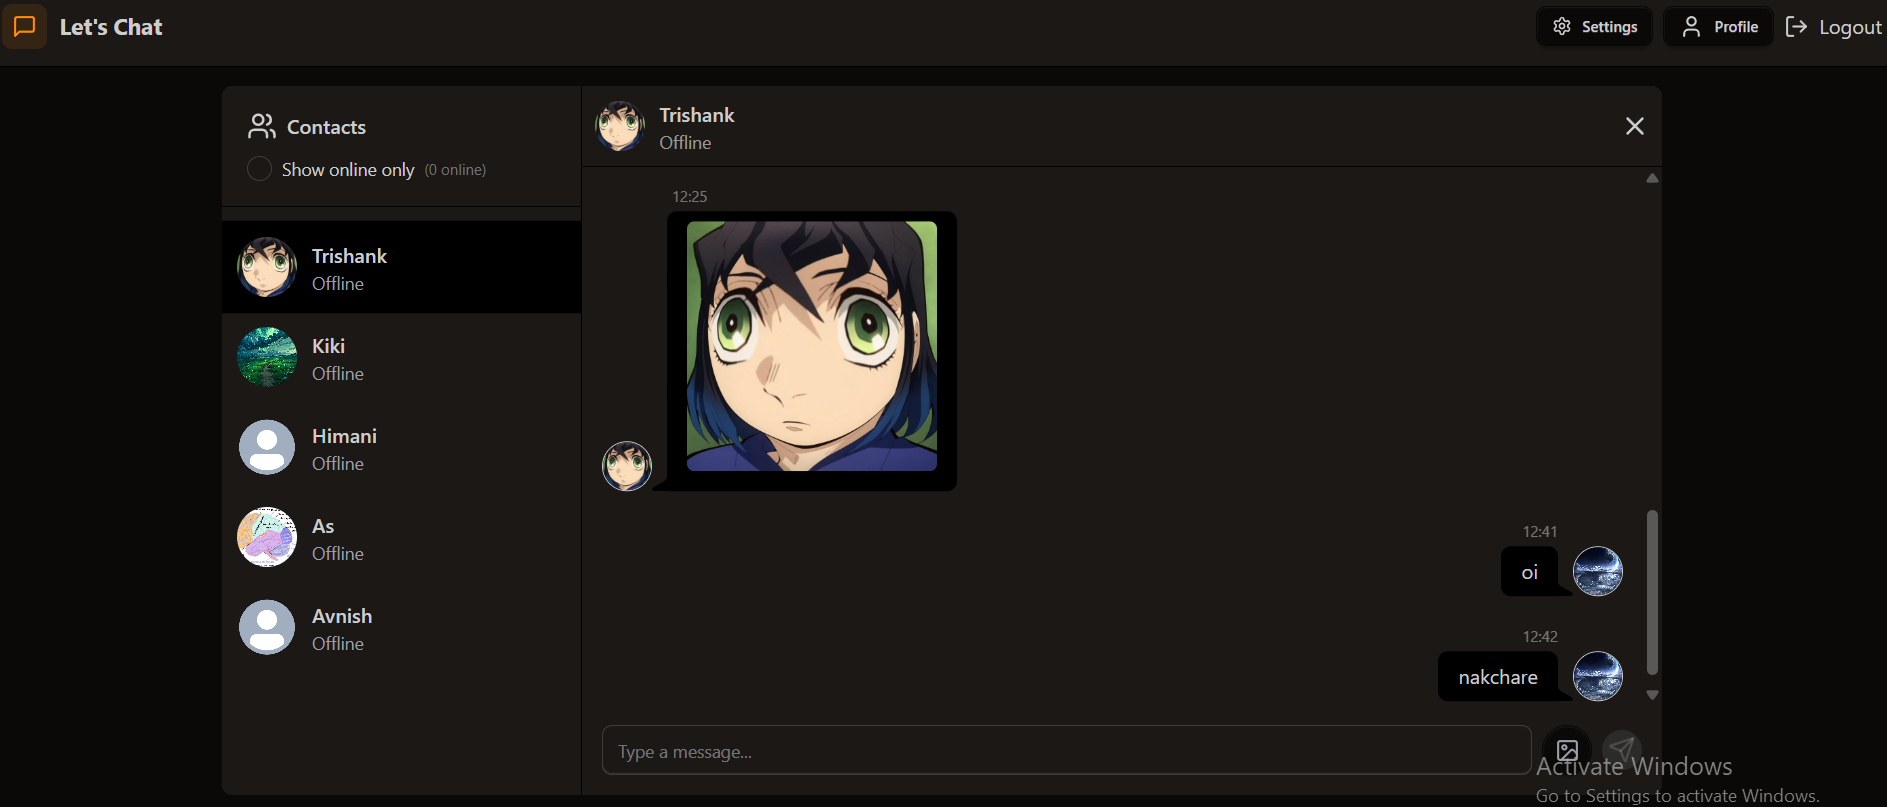 Let's Chat
Settings
Profile
Logout
Contacts
Show online only (0 online)
Trishank
Offline
Kiki
Offline
Himani
Offline
As
Offline
Avnish
Offline
Trishank
Offline
12:25
12:41
oi
12:42
nakchare
Type a message...
Activate Windows
Go to Settings to activate Windows.